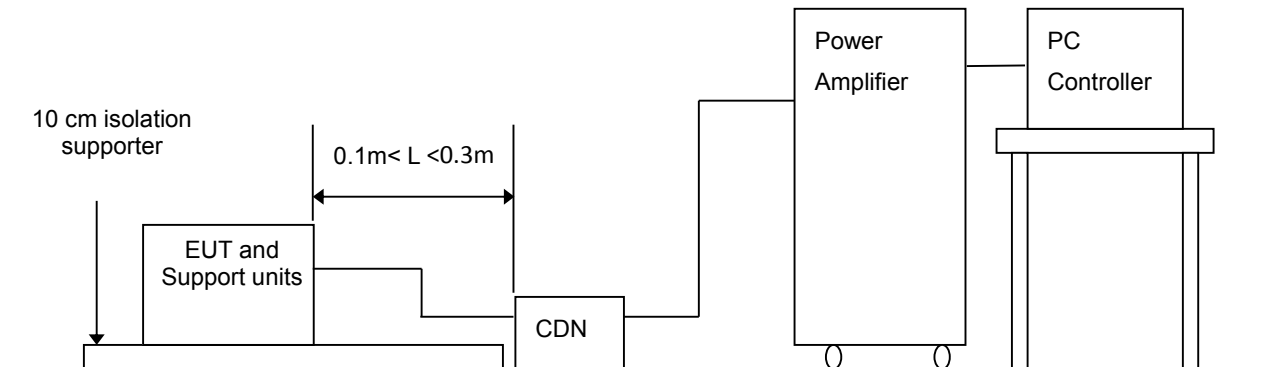 Power
Amplifier
PC
Controller
10 cm isolation
supporter
0.1m< L <0.3m
EUT and
Support units
CDN